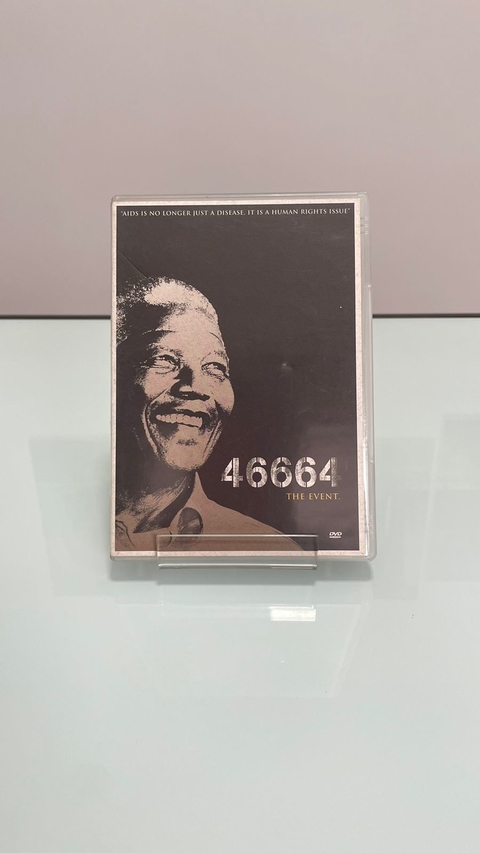 "AIDS IS NO LONGER JUST A DISEASE. IT IS A HUMAN RIGHTS ISSUE"
46664
THE EVENT.
DVD